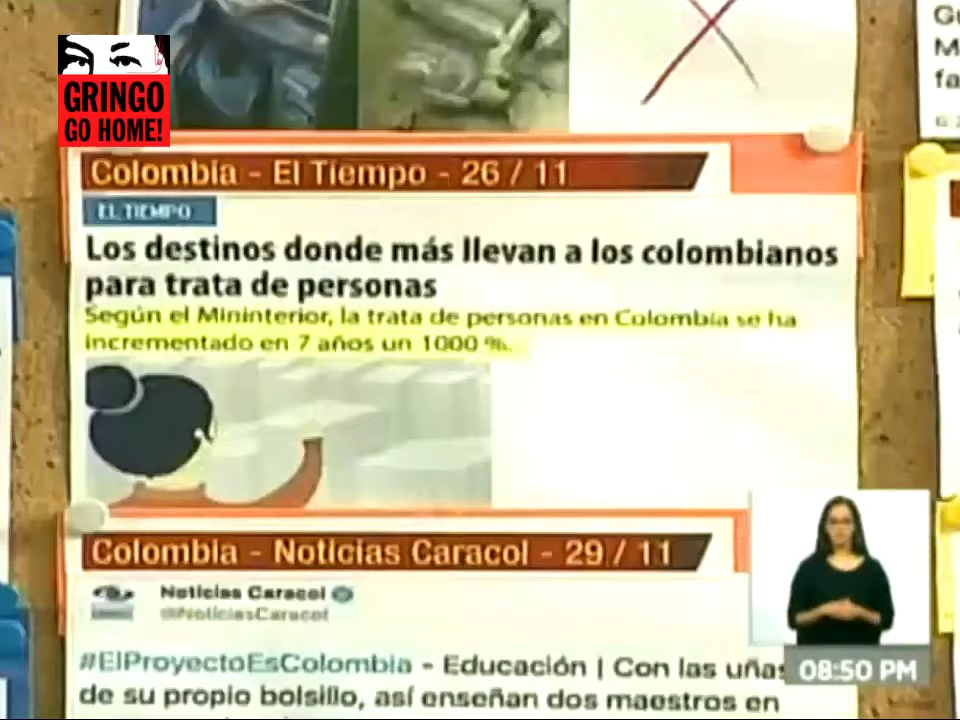 GRINGO
GO HOME!
Colombia - El Tiempo - 26 / 11
EL TIEMPO
Los destinos donde más llevan a los colombianos
para trata de personas
Según el Mininterior, la trata de personas en Colombia se ha
incrementado en 7 años un 1000 %.
Colombia - Noticias Caracol - 29 / 11
Noticias Caracol
@NoticiasCaracol
#ElProyectoEsColombia - Educación | Con las uñas
de su propio bolsillo, así enseñan dos maestros en
08:50 PM